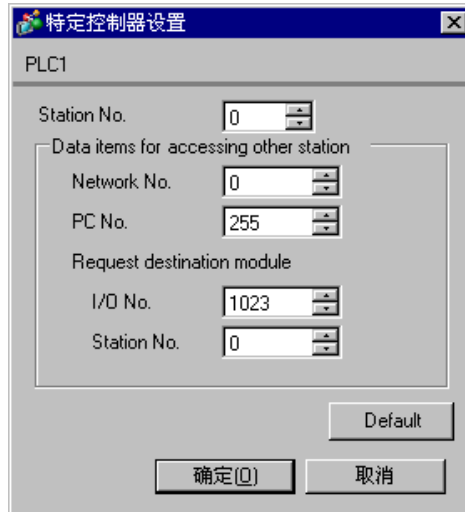 特定控制器设置
PLC1
Station No. 0
Data items for accessing other station
Network No. 0
PC No. 255
Request destination module
I/O No. 1023
Station No. 0
Default
确定(O) 取消